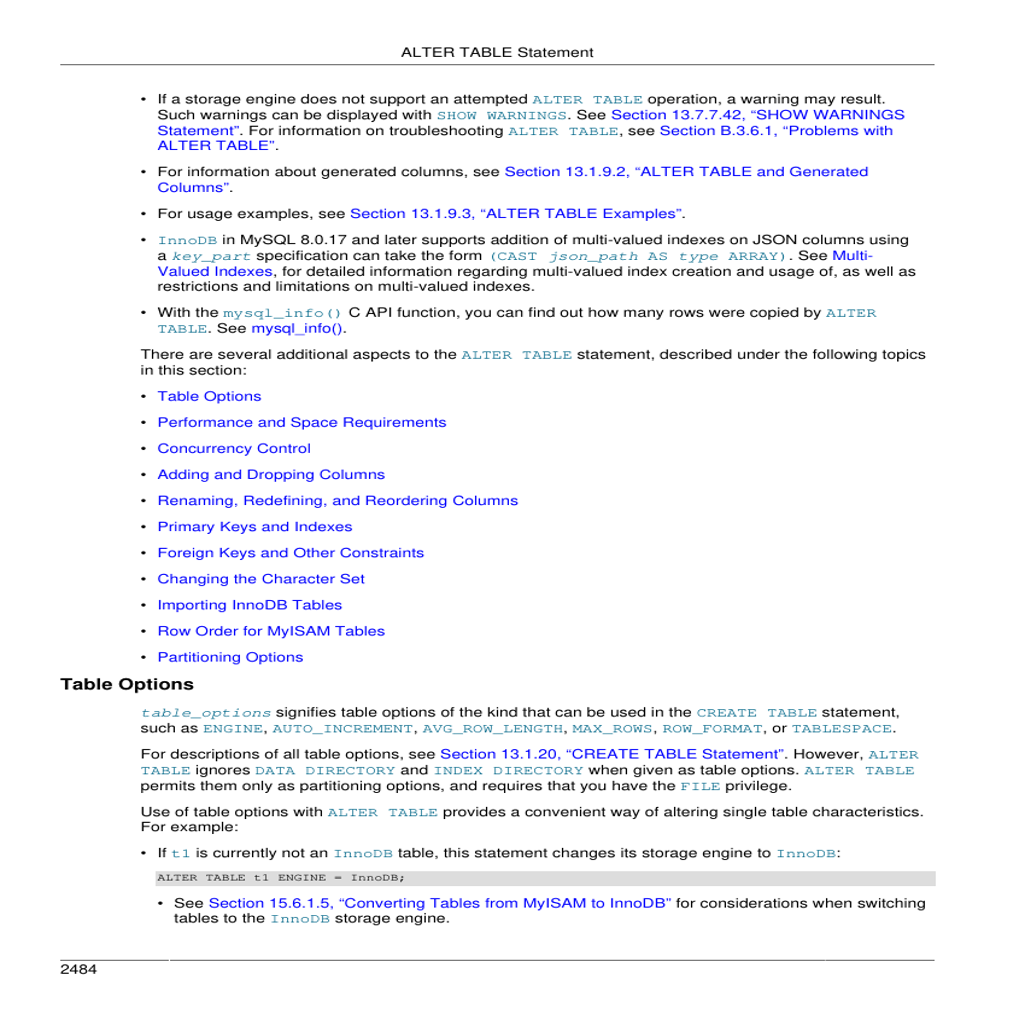 ALTER TABLE Statement
• If a storage engine does not support an attempted ALTER TABLE operation, a warning may result.
Such warnings can be displayed with SHOW WARNINGS. See Section 13.7.7.42, “SHOW WARNINGS
Statement”. For information on troubleshooting ALTER TABLE, see Section B.3.6.1, “Problems with
ALTER TABLE”.
• For information about generated columns, see Section 13.1.9.2, “ALTER TABLE and Generated
Columns”.
• For usage examples, see Section 13.1.9.3, “ALTER TABLE Examples”.
• InnoDB in MySQL 8.0.17 and later supports addition of multi-valued indexes on JSON columns using
a key_part specification can take the form (CAST json_path AS type ARRAY). See Multi-
Valued Indexes, for detailed information regarding multi-valued index creation and usage of, as well as
restrictions and limitations on multi-valued indexes.
• With the mysql_info() C API function, you can find out how many rows were copied by ALTER
TABLE. See mysql_info().
There are several additional aspects to the ALTER TABLE statement, described under the following topics
in this section:
• Table Options
• Performance and Space Requirements
• Concurrency Control
• Adding and Dropping Columns
• Renaming, Redefining, and Reordering Columns
• Primary Keys and Indexes
• Foreign Keys and Other Constraints
• Changing the Character Set
• Importing InnoDB Tables
• Row Order for MyISAM Tables
• Partitioning Options
Table Options
table_options signifies table options of the kind that can be used in the CREATE TABLE statement,
such as ENGINE, AUTO_INCREMENT, AVG_ROW_LENGTH, MAX_ROWS, ROW_FORMAT, or TABLESPACE.
For descriptions of all table options, see Section 13.1.20, “CREATE TABLE Statement”. However, ALTER
TABLE ignores DATA DIRECTORY and INDEX DIRECTORY when given as table options. ALTER TABLE
permits them only as partitioning options, and requires that you have the FILE privilege.
Use of table options with ALTER TABLE provides a convenient way of altering single table characteristics.
For example:
• If t1 is currently not an InnoDB table, this statement changes its storage engine to InnoDB:
ALTER TABLE t1 ENGINE = InnoDB;
• See Section 15.6.1.5, “Converting Tables from MyISAM to InnoDB” for considerations when switching
tables to the InnoDB storage engine.
2484